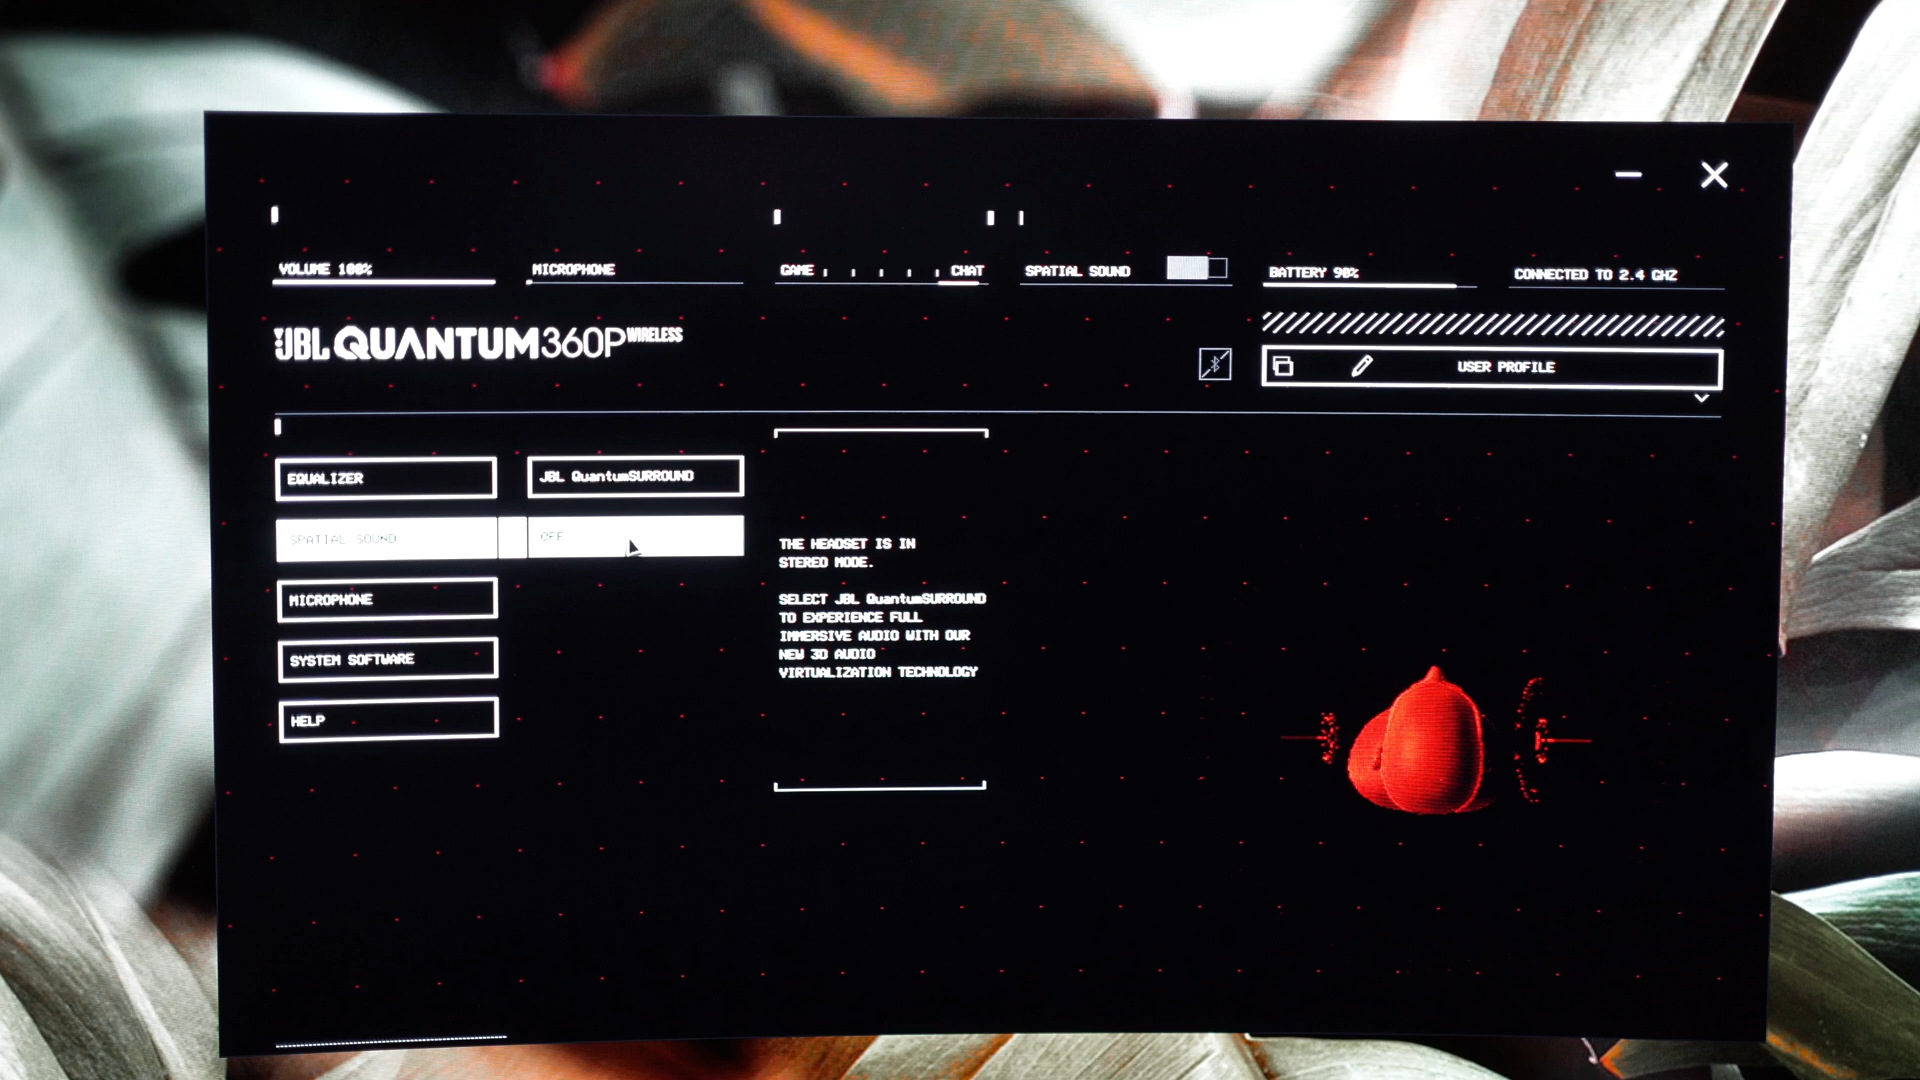 VOLUME 100%
MICROPHONE
GAME
CHAT
SPATIAL SOUND
BATTERY 90%
CONNECTED TO 2.4 GHZ
JBL QUANTUM360P WIRELESS
USER PROFILE
EQUALIZER
JBL QuantumSURROUND
SPATIAL SOUND
OFF
MICROPHONE
SYSTEM SOFTWARE
HELP
THE HEADSET IS IN
STEREO MODE.
SELECT JBL QuantumSURROUND
TO EXPERIENCE FULL
IMMERSIVE AUDIO WITH OUR
NEW 3D AUDIO
VIRTUALIZATION TECHNOLOGY